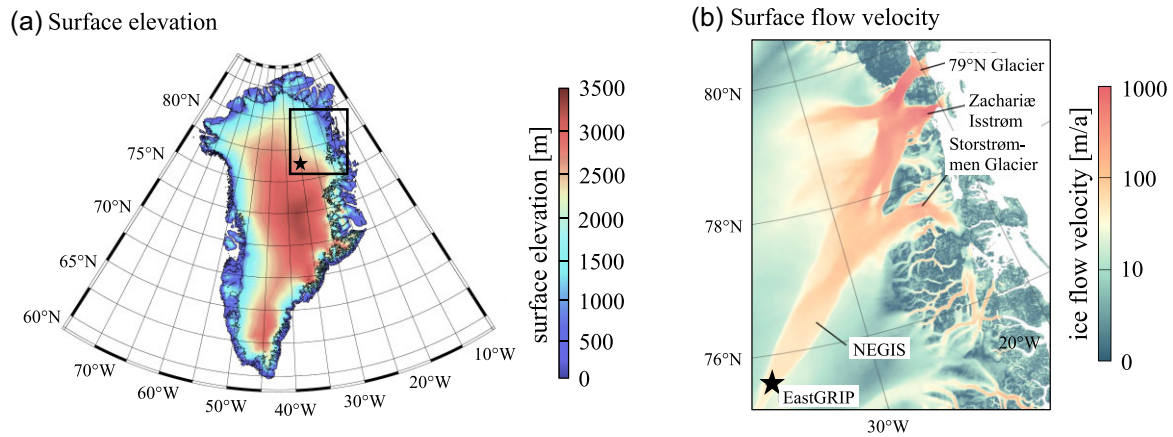 (a) Surface elevation
80°N
75°N
70°N
65°N
60°N
70°W
60°W
50°W
40°W
30°W
20°W
10°W
3500
3000
2500
2000
1500
1000
500
0
surface elevation [m]
(b) Surface flow velocity
79°N Glacier
Zachariæ
Isstrøm
Storstrøm-
men Glacier
80°N
78°N
76°N
NEGIS
EastGRIP
20°W
30°W
1000
100
10
0
ice flow velocity [m/a]